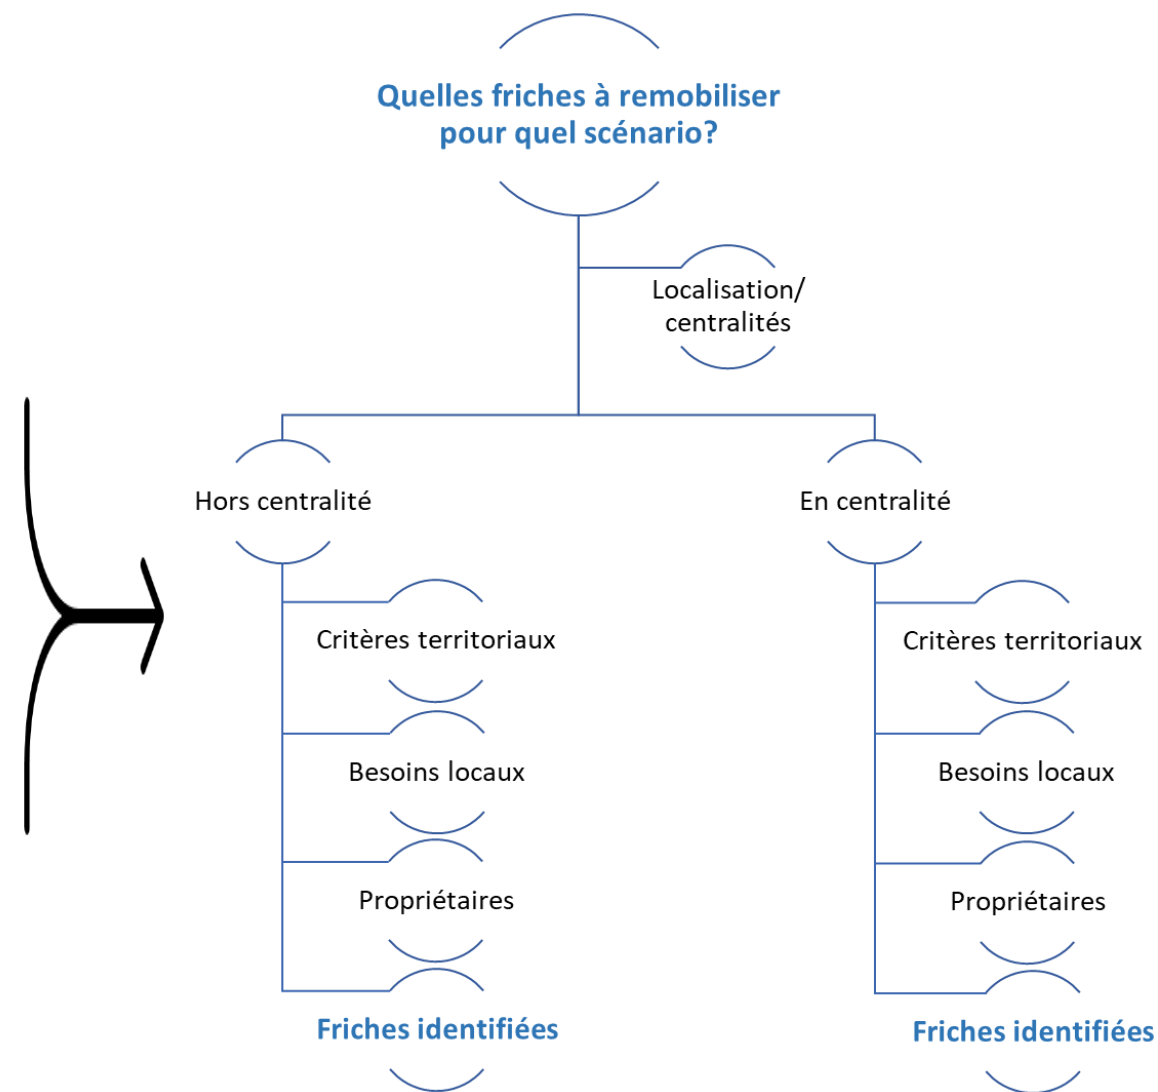 Quelles friches à remobiliser
pour quel scénario?
Localisation/
centralités
Hors centralité
En centralité
Critères territoriaux
Critères territoriaux
Besoins locaux
Besoins locaux
Propriétaires
Propriétaires
Friches identifiées
Friches identifiées